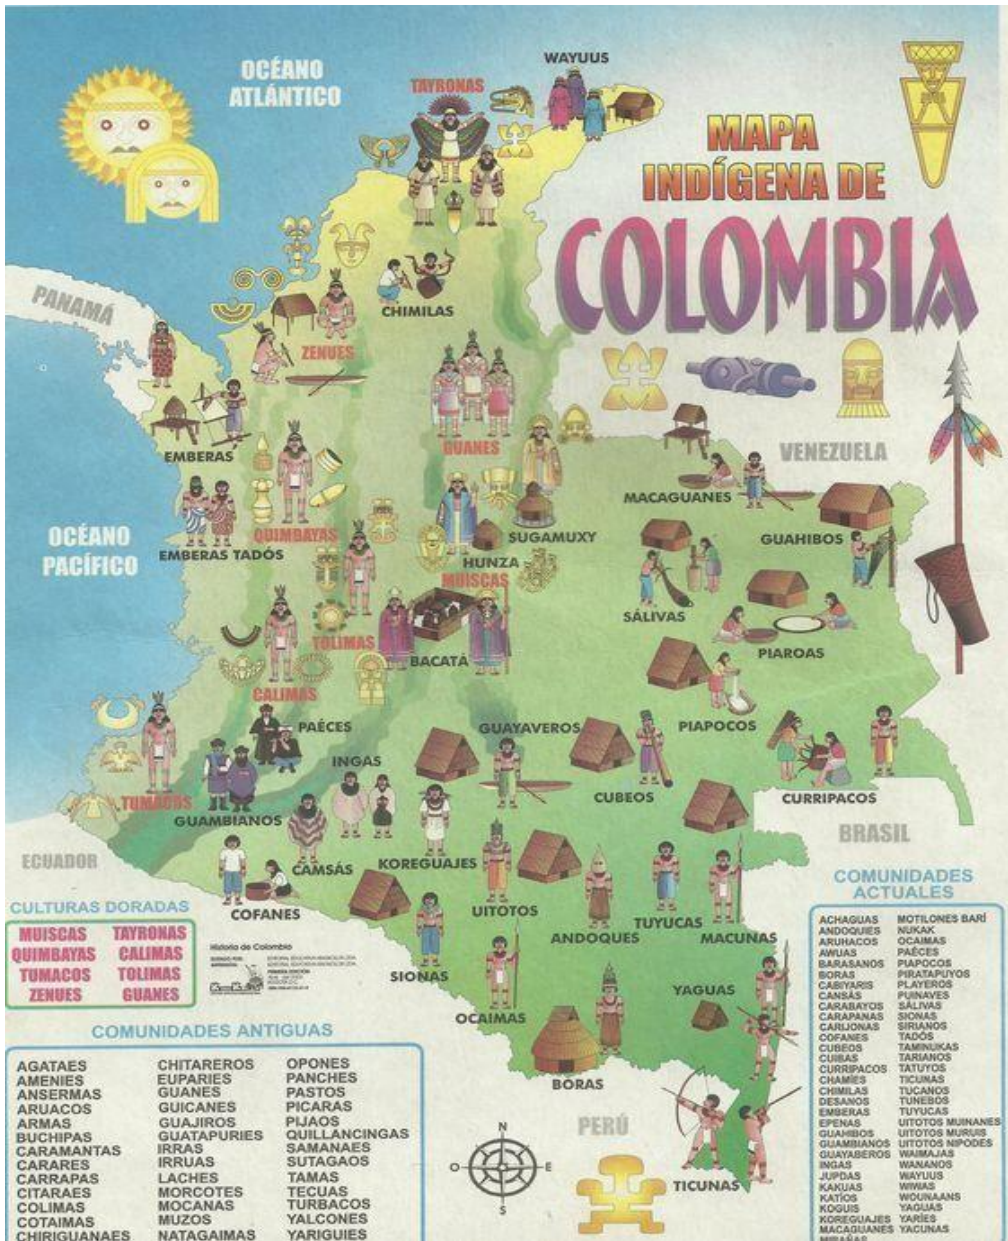 OCÉANO
ATLÁNTICO
WAYUUS
TAYRONAS
MAPA
INDÍGENA DE
COLOMBIA
PANAMÁ
CHIMILAS
ZENUES
GUANES
EMBERAS
VENEZUELA
MACAGUANES
OCÉANO
PACÍFICO
QUIMBAYAS
EMBERAS TADÓS
SUGAMUXY
GUAHIBOS
HUNZA
MUISCAS
SÁLIVAS
TOLIMAS
BACATÁ
PIAROAS
CALIMAS
PAÉCES
GUAYAVEROS
PIAPOCOS
INGAS
TUMACOS
GUAMBIANOS
CUBEOS
CURRIPACOS
ECUADOR
CAMSÁS
KOREGUAJES
BRASIL
COFANES
UITOTOS
ANDOQUES
TUYUCAS
MACUNAS
SIONAS
OCAIMAS
YAGUAS
BORAS
PERÚ
TICUNAS
N
O
E
S
CULTURAS DORADAS
MUISCAS TAYRONAS
QUIMBAYAS CALIMAS
TUMACOS TOLIMAS
ZENUES GUANES
Historia de Colombia
COMUNIDADES ANTIGUAS
AGATAES CHITAREROS OPONES
AMENIES EUPARIES PANCHES
ANSERMAS GUANES PASTOS
ARUACOS GUICANES PICARAS
ARMAS GUAJIROS PIJAOS
BUCHIPAS GUATAPURIES QUILLANCINGAS
CARAMANTAS IRRAS SAMANAES
CARARES IRRUAS SUTAGAOS
CARRAPAS LACHES TAMAS
CITARAES MORCOTES TECUAS
COLIMAS MOCANAS TURBACOS
COTAIMAS MUZOS YALCONES
CHIRIGUANAES NATAGAIMAS YARIGUIES
COMUNIDADES
ACTUALES
ACHAGUAS MOTILONES BARÍ
ANDOQUIES NUKAK
ARUHACOS OCAIMAS
AWUAS PAÉCES
BARASANOS PIAPOCOS
BORAS PIRATAPUYOS
CABIYARIS PLAYEROS
CANSÁS PUINAVES
CARABAYOS SÁLIVAS
CARAPANAS SIONAS
CARIJONAS SIRIANOS
COFANES TADÓS
CUBEOS TAMINUKAS
CUIBAS TARIANOS
CURRIPACOS TATUYOS
CHAMÍES TICUNAS
CHIMILAS TUCANOS
DESANOS TUNEBOS
EMBERAS TUYUCAS
EPENAS UITOTOS MUINANES
GUAHIBOS UITOTOS MURUIS
GUAMBIANOS UITOTOS NIPODES
GUAYABEROS WAIMAJAS
INGAS WANANOS
JUPDAS WAYUUS
KAKUAS WIWAS
KATÍOS WOUNAANS
KOGUIS YAGUAS
KOREGUAJES YARÍES
MACAGUANES YACUNAS